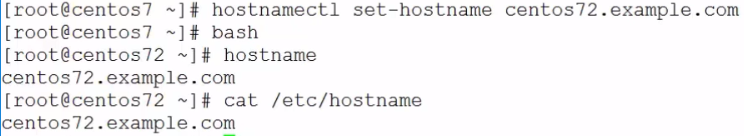 [root@centos7 ~]# hostnamectl set-hostname centos72.example.com
[root@centos7 ~]# bash
[root@centos72 ~]# hostname
centos72.example.com
[root@centos72 ~]# cat /etc/hostname
centos72.example.com